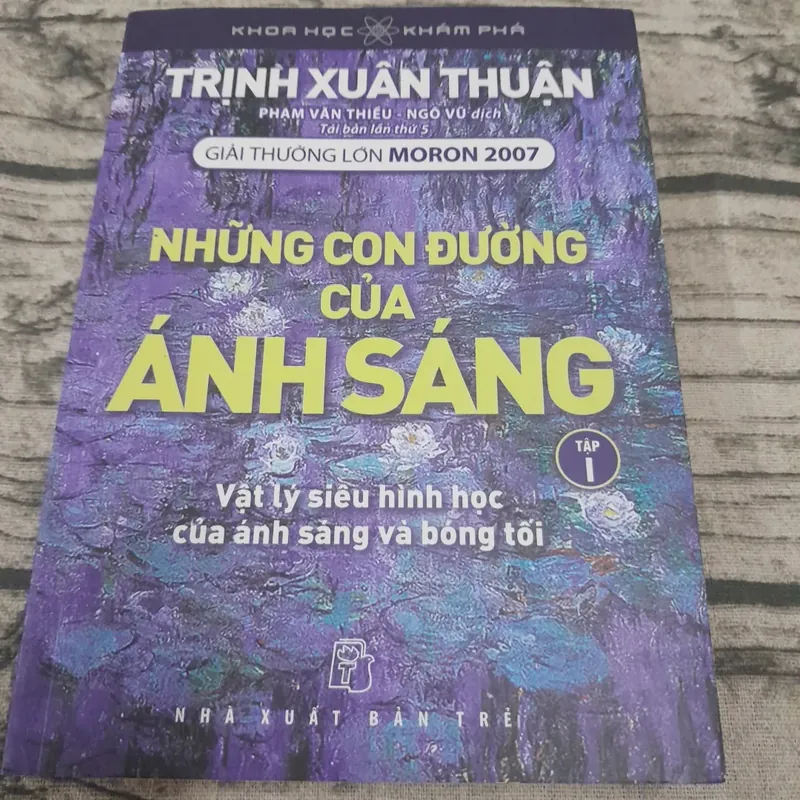 KHOA HỌC KHÁM PHÁ
TRỊNH XUÂN THUẬN
PHẠM VĂN THIỀU - NGÔ VŨ dịch
Tái bản lần thứ 5
GIẢI THƯỞNG LỚN MORON 2007
NHỮNG CON ĐƯỜNG
CỦA
ÁNH SÁNG
TẬP
I
Vật lý siêu hình học
của ánh sáng và bóng tối
T
NHÀ XUẤT BẢN TRẺ